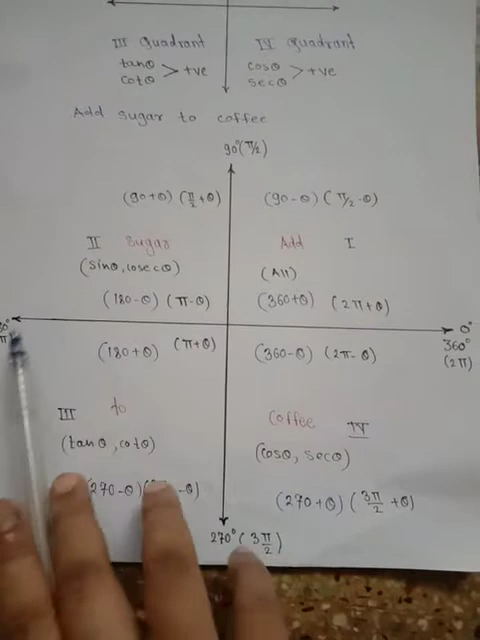 III Quadrant IV Quadrant
tanθ
cotθ > +ve
cosθ
secθ > +ve
Add sugar to coffee
90°(π/2)
(90+θ) (π/2+θ) (90-θ) (π/2-θ)
II Sugar Add I
(sinθ, cosecθ) (All)
(180-θ) (π-θ) (360+θ) (2π+θ)
0°
360°
(2π)
(180+θ) (π+θ) (360-θ) (2π-θ)
III to Coffee IV
(tanθ, cotθ) (cosθ, secθ)
(270-θ) -θ) (270+θ) (3π/2+θ)
270° (3π/2)